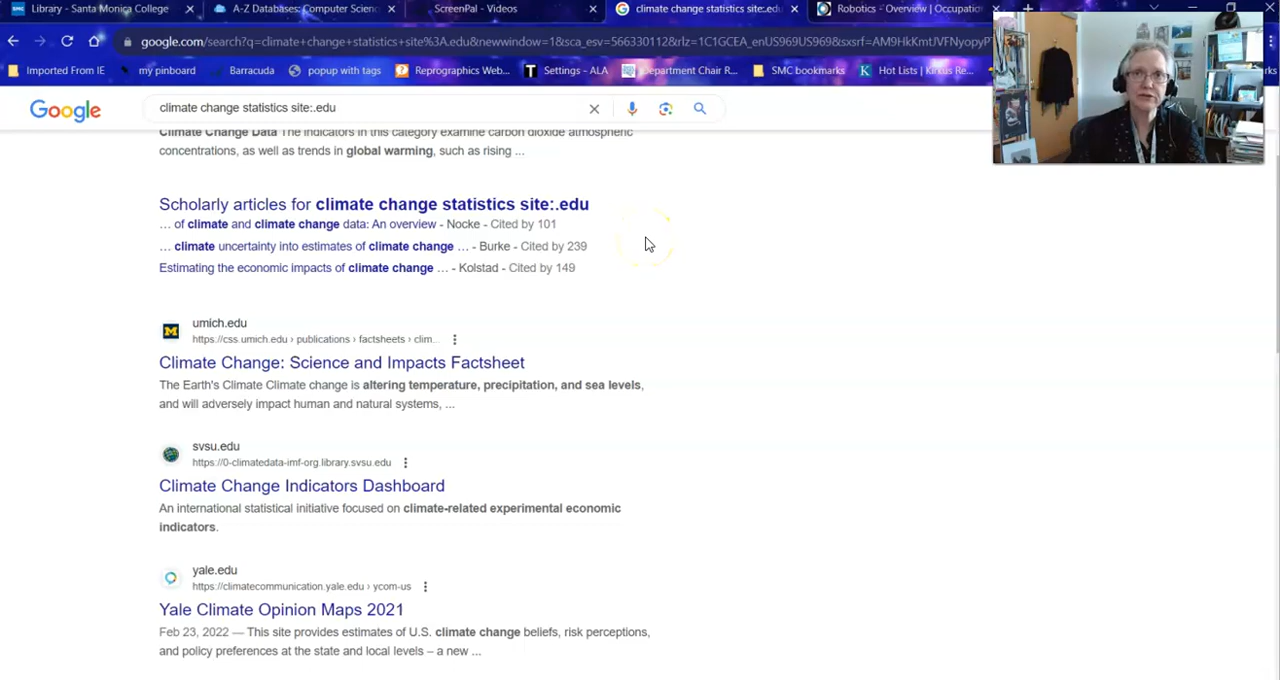 Library - Santa Monica College
A-Z Databases: Computer Scienc
ScreenPal - Videos
climate change statistics site:.edu
Robotics – Overview | Occupation
google.com/search?q=climate+change+statistics+site%3A.edu&newwindow=1&sca_esv=566330112&rlz=1C1GCEA_enUS969US969&sxsrf=
Imported From IE
my pinboard
Barracuda
popup with tags
Reprographics Web...
Settings - ALA
Department Chair R...
SMC bookmarks
Hot Lists | Kirkus Re...
Google
climate change statistics site:.edu
Climate Change Data The indicators in this category examine carbon dioxide atmospheric
concentrations, as well as trends in global warming, such as rising ...
Scholarly articles for climate change statistics site:.edu
... of climate and climate change data: An overview - Nocke - Cited by 101
... climate uncertainty into estimates of climate change ... - Burke - Cited by 239
Estimating the economic impacts of climate change ... - Kolstad - Cited by 149
umich.edu
https://css.umich.edu › publications › factsheets › clim...
Climate Change: Science and Impacts Factsheet
The Earth's Climate Climate change is altering temperature, precipitation, and sea levels,
and will adversely impact human and natural systems, ...
svsu.edu
https://0-climatedata-imf-org.library.svsu.edu
Climate Change Indicators Dashboard
An international statistical initiative focused on climate-related experimental economic
indicators.
yale.edu
https://climatecommunication.yale.edu › ycom-us
Yale Climate Opinion Maps 2021
Feb 23, 2022 — This site provides estimates of U.S. climate change beliefs, risk perceptions,
and policy preferences at the state and local levels – a new ...